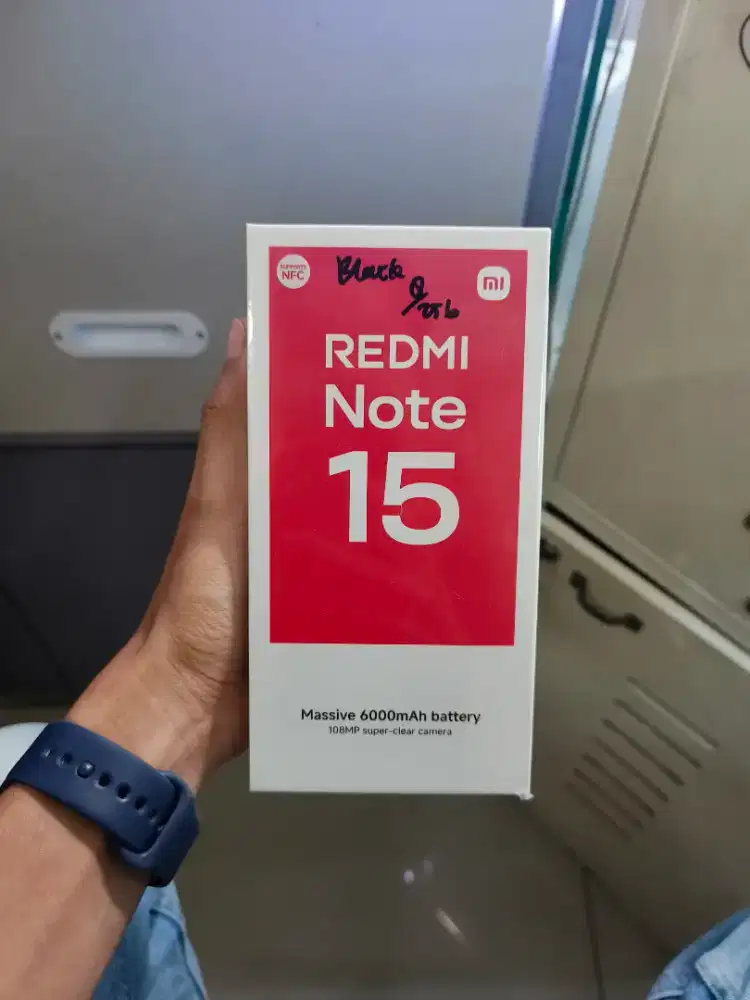 SUPPORTS
NFC
Black
8/256
mi
REDMI
Note
15
Massive 6000mAh battery
108MP super-clear camera